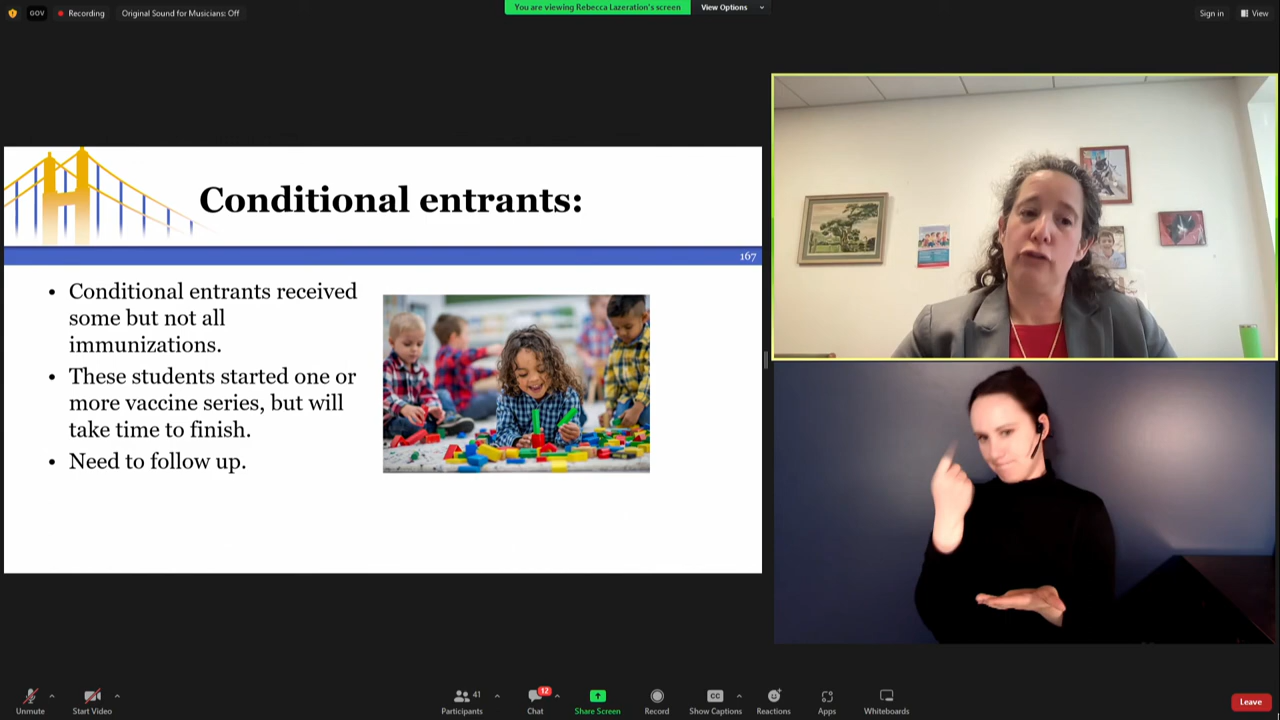 GOV
Recording
Original Sound for Musicians: Off
You are viewing Rebecca Lazeration's screen
View Options
Sign in
View
Conditional entrants:
167
• Conditional entrants received
some but not all
immunizations.
• These students started one or
more vaccine series, but will
take time to finish.
• Need to follow up.
Unmute
Start Video
Participants
41
Chat
12
Share Screen
Record
CC
Show Captions
Reactions
Apps
Whiteboards
Leave